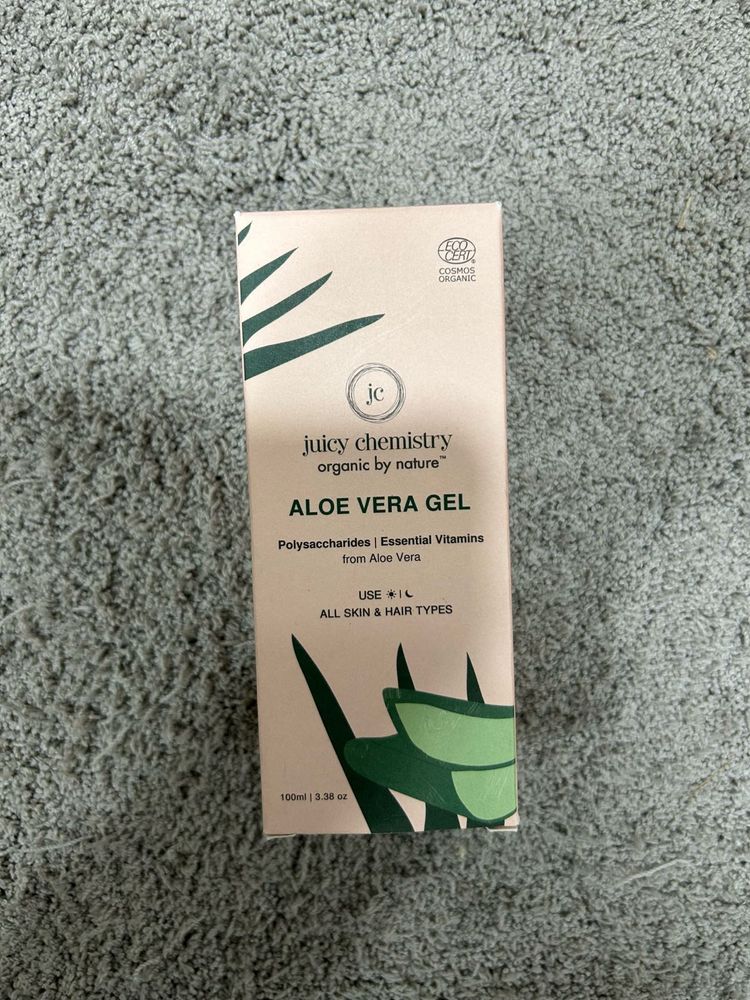 ECO
CERT®
COSMOS
ORGANIC
jc
juicy chemistry
organic by nature™
ALOE VERA GEL
Polysaccharides | Essential Vitamins
from Aloe Vera
USE ☀ | ☾
ALL SKIN & HAIR TYPES
100ml | 3.38 oz